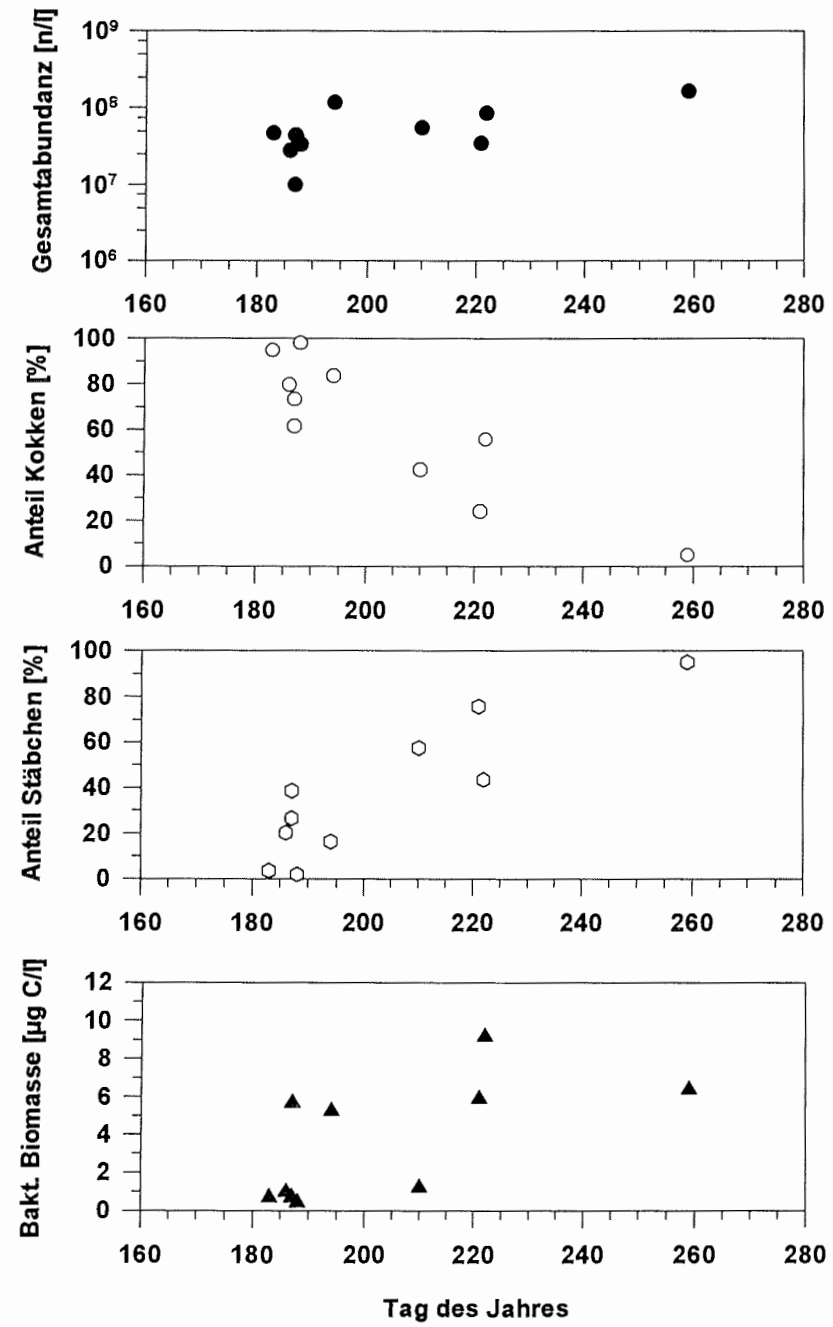 Gesamtabundanz [n/l]
10⁹
10⁸
10⁷
10⁶
160 180 200 220 240 260 280
Anteil Kokken [%]
100
80
60
40
20
0
160 180 200 220 240 260 280
Anteil Stäbchen [%]
100
80
60
40
20
0
160 180 200 220 240 260 280
Bakt. Biomasse [µg C/l]
12
10
8
6
4
2
0
160 180 200 220 240 260 280
Tag des Jahres